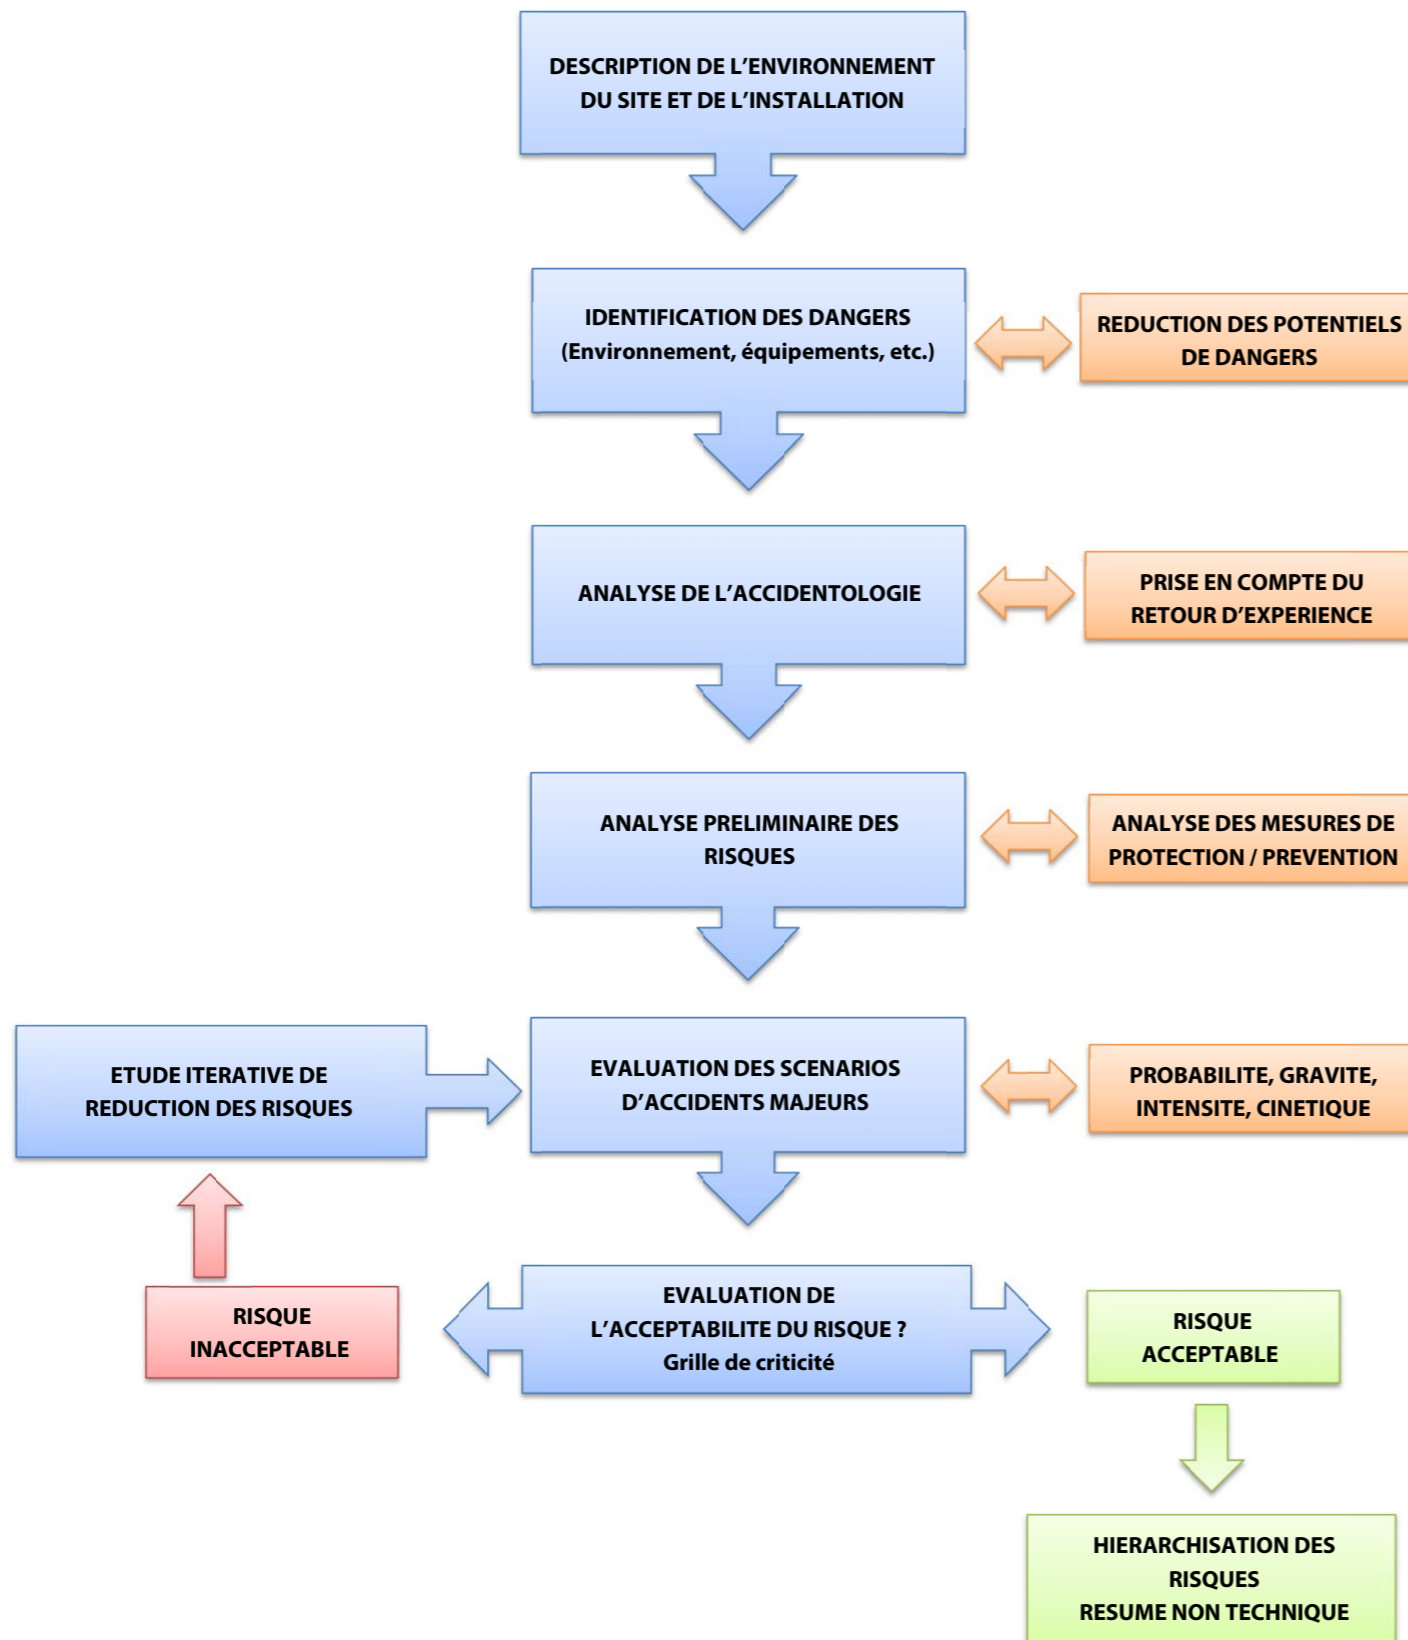 DESCRIPTION DE L’ENVIRONNEMENT
DU SITE ET DE L’INSTALLATION
IDENTIFICATION DES DANGERS
(Environnement, équipements, etc.)
REDUCTION DES POTENTIELS
DE DANGERS
ANALYSE DE L’ACCIDENTOLOGIE
PRISE EN COMPTE DU
RETOUR D’EXPERIENCE
ANALYSE PRELIMINAIRE DES
RISQUES
ANALYSE DES MESURES DE
PROTECTION / PREVENTION
ETUDE ITERATIVE DE
REDUCTION DES RISQUES
EVALUATION DES SCENARIOS
D’ACCIDENTS MAJEURS
PROBABILITE, GRAVITE,
INTENSITE, CINETIQUE
RISQUE
INACCEPTABLE
EVALUATION DE
L’ACCEPTABILITE DU RISQUE ?
Grille de criticité
RISQUE
ACCEPTABLE
HIERARCHISATION DES
RISQUES
RESUME NON TECHNIQUE